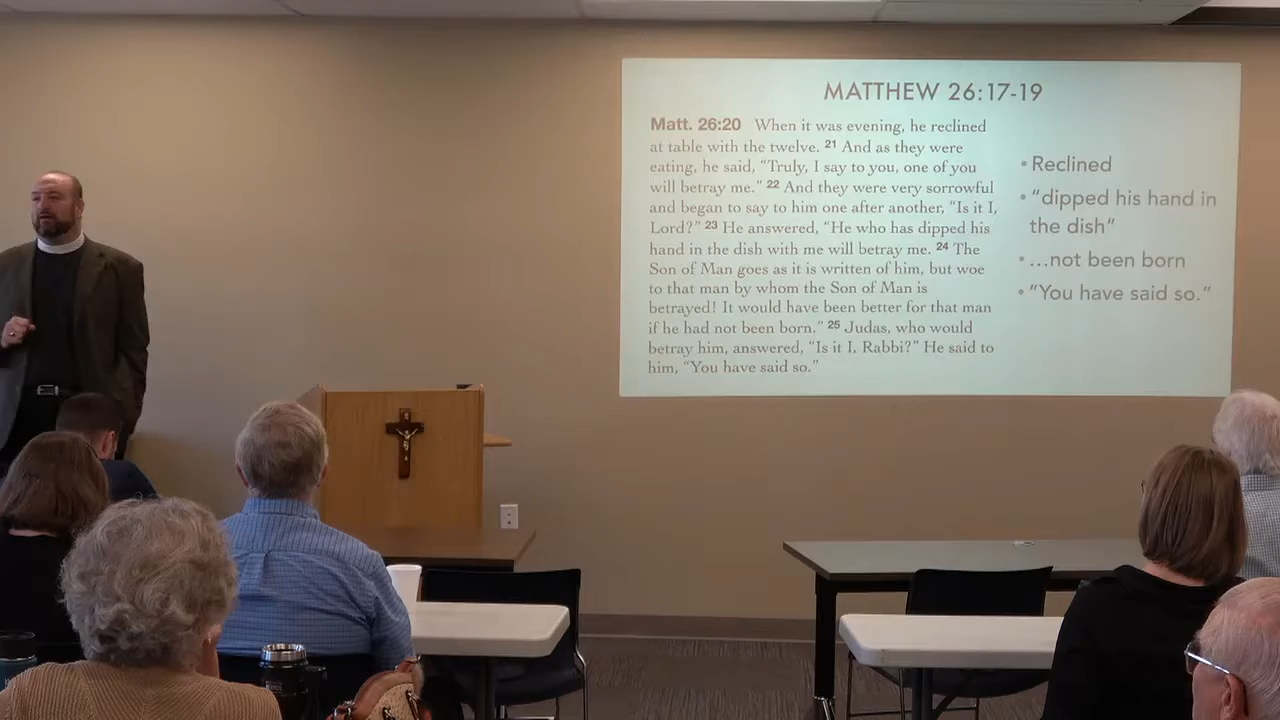 MATTHEW 26:17-19
Matt. 26:20 When it was evening, he reclined
at table with the twelve. 21 And as they were
eating, he said, “Truly, I say to you, one of you
will betray me.” 22 And they were very sorrowful
and began to say to him one after another, “Is it I,
Lord?” 23 He answered, “He who has dipped his
hand in the dish with me will betray me. 24 The
Son of Man goes as it is written of him, but woe
to that man by whom the Son of Man is
betrayed! It would have been better for that man
if he had not been born.” 25 Judas, who would
betray him, answered, “Is it I, Rabbi?” He said to
him, “You have said so.”
• Reclined
• “dipped his hand in
the dish”
• …not been born
• “You have said so.”